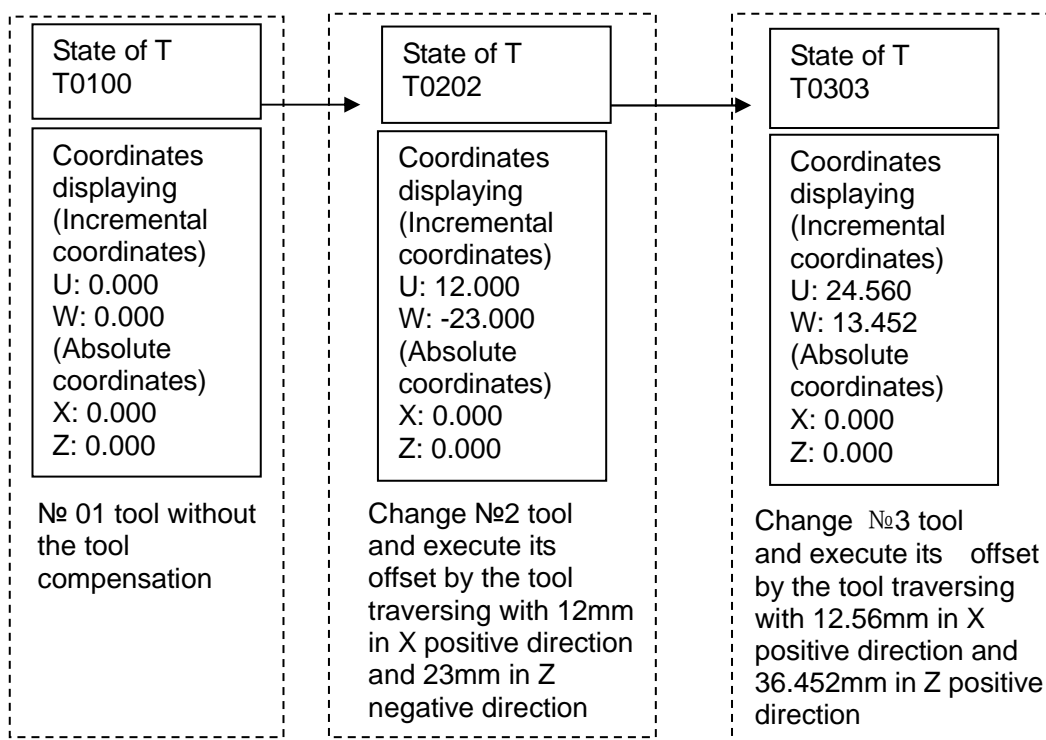 State of T
T0100
Coordinates
displaying
(Incremental
coordinates)
U: 0.000
W: 0.000
(Absolute
coordinates)
X: 0.000
Z: 0.000
№ 01 tool without
the tool
compensation
State of T
T0202
Coordinates
displaying
(Incremental
coordinates)
U: 12.000
W: -23.000
(Absolute
coordinates)
X: 0.000
Z: 0.000
Change №2 tool
and execute its
offset by the tool
traversing with 12mm
in X positive direction
and 23mm in Z
negative direction
State of T
T0303
Coordinates
displaying
(Incremental
coordinates)
U: 24.560
W: 13.452
(Absolute
coordinates)
X: 0.000
Z: 0.000
Change №3 tool
and execute its offset
by the tool traversing
with 12.56mm in X
positive direction and
36.452mm in Z positive
direction